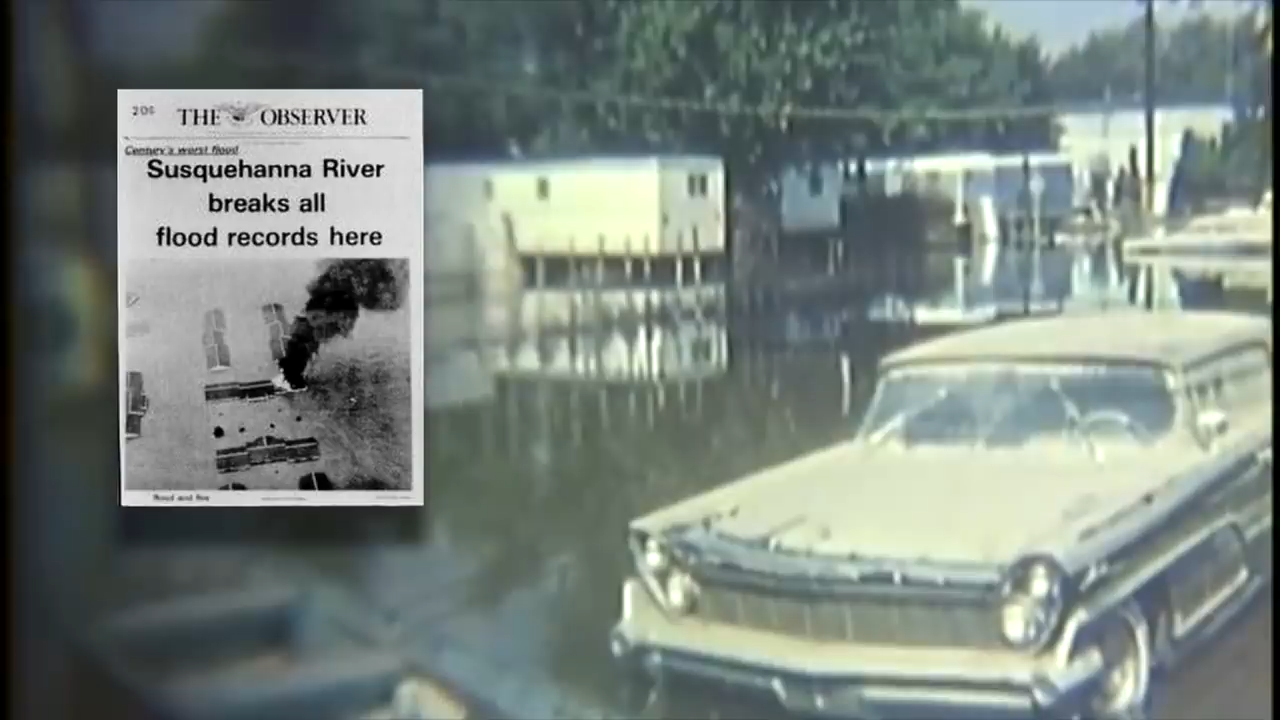 20¢
THE OBSERVER
Century's worst flood
Susquehanna River
breaks all
flood records here
flood and fire